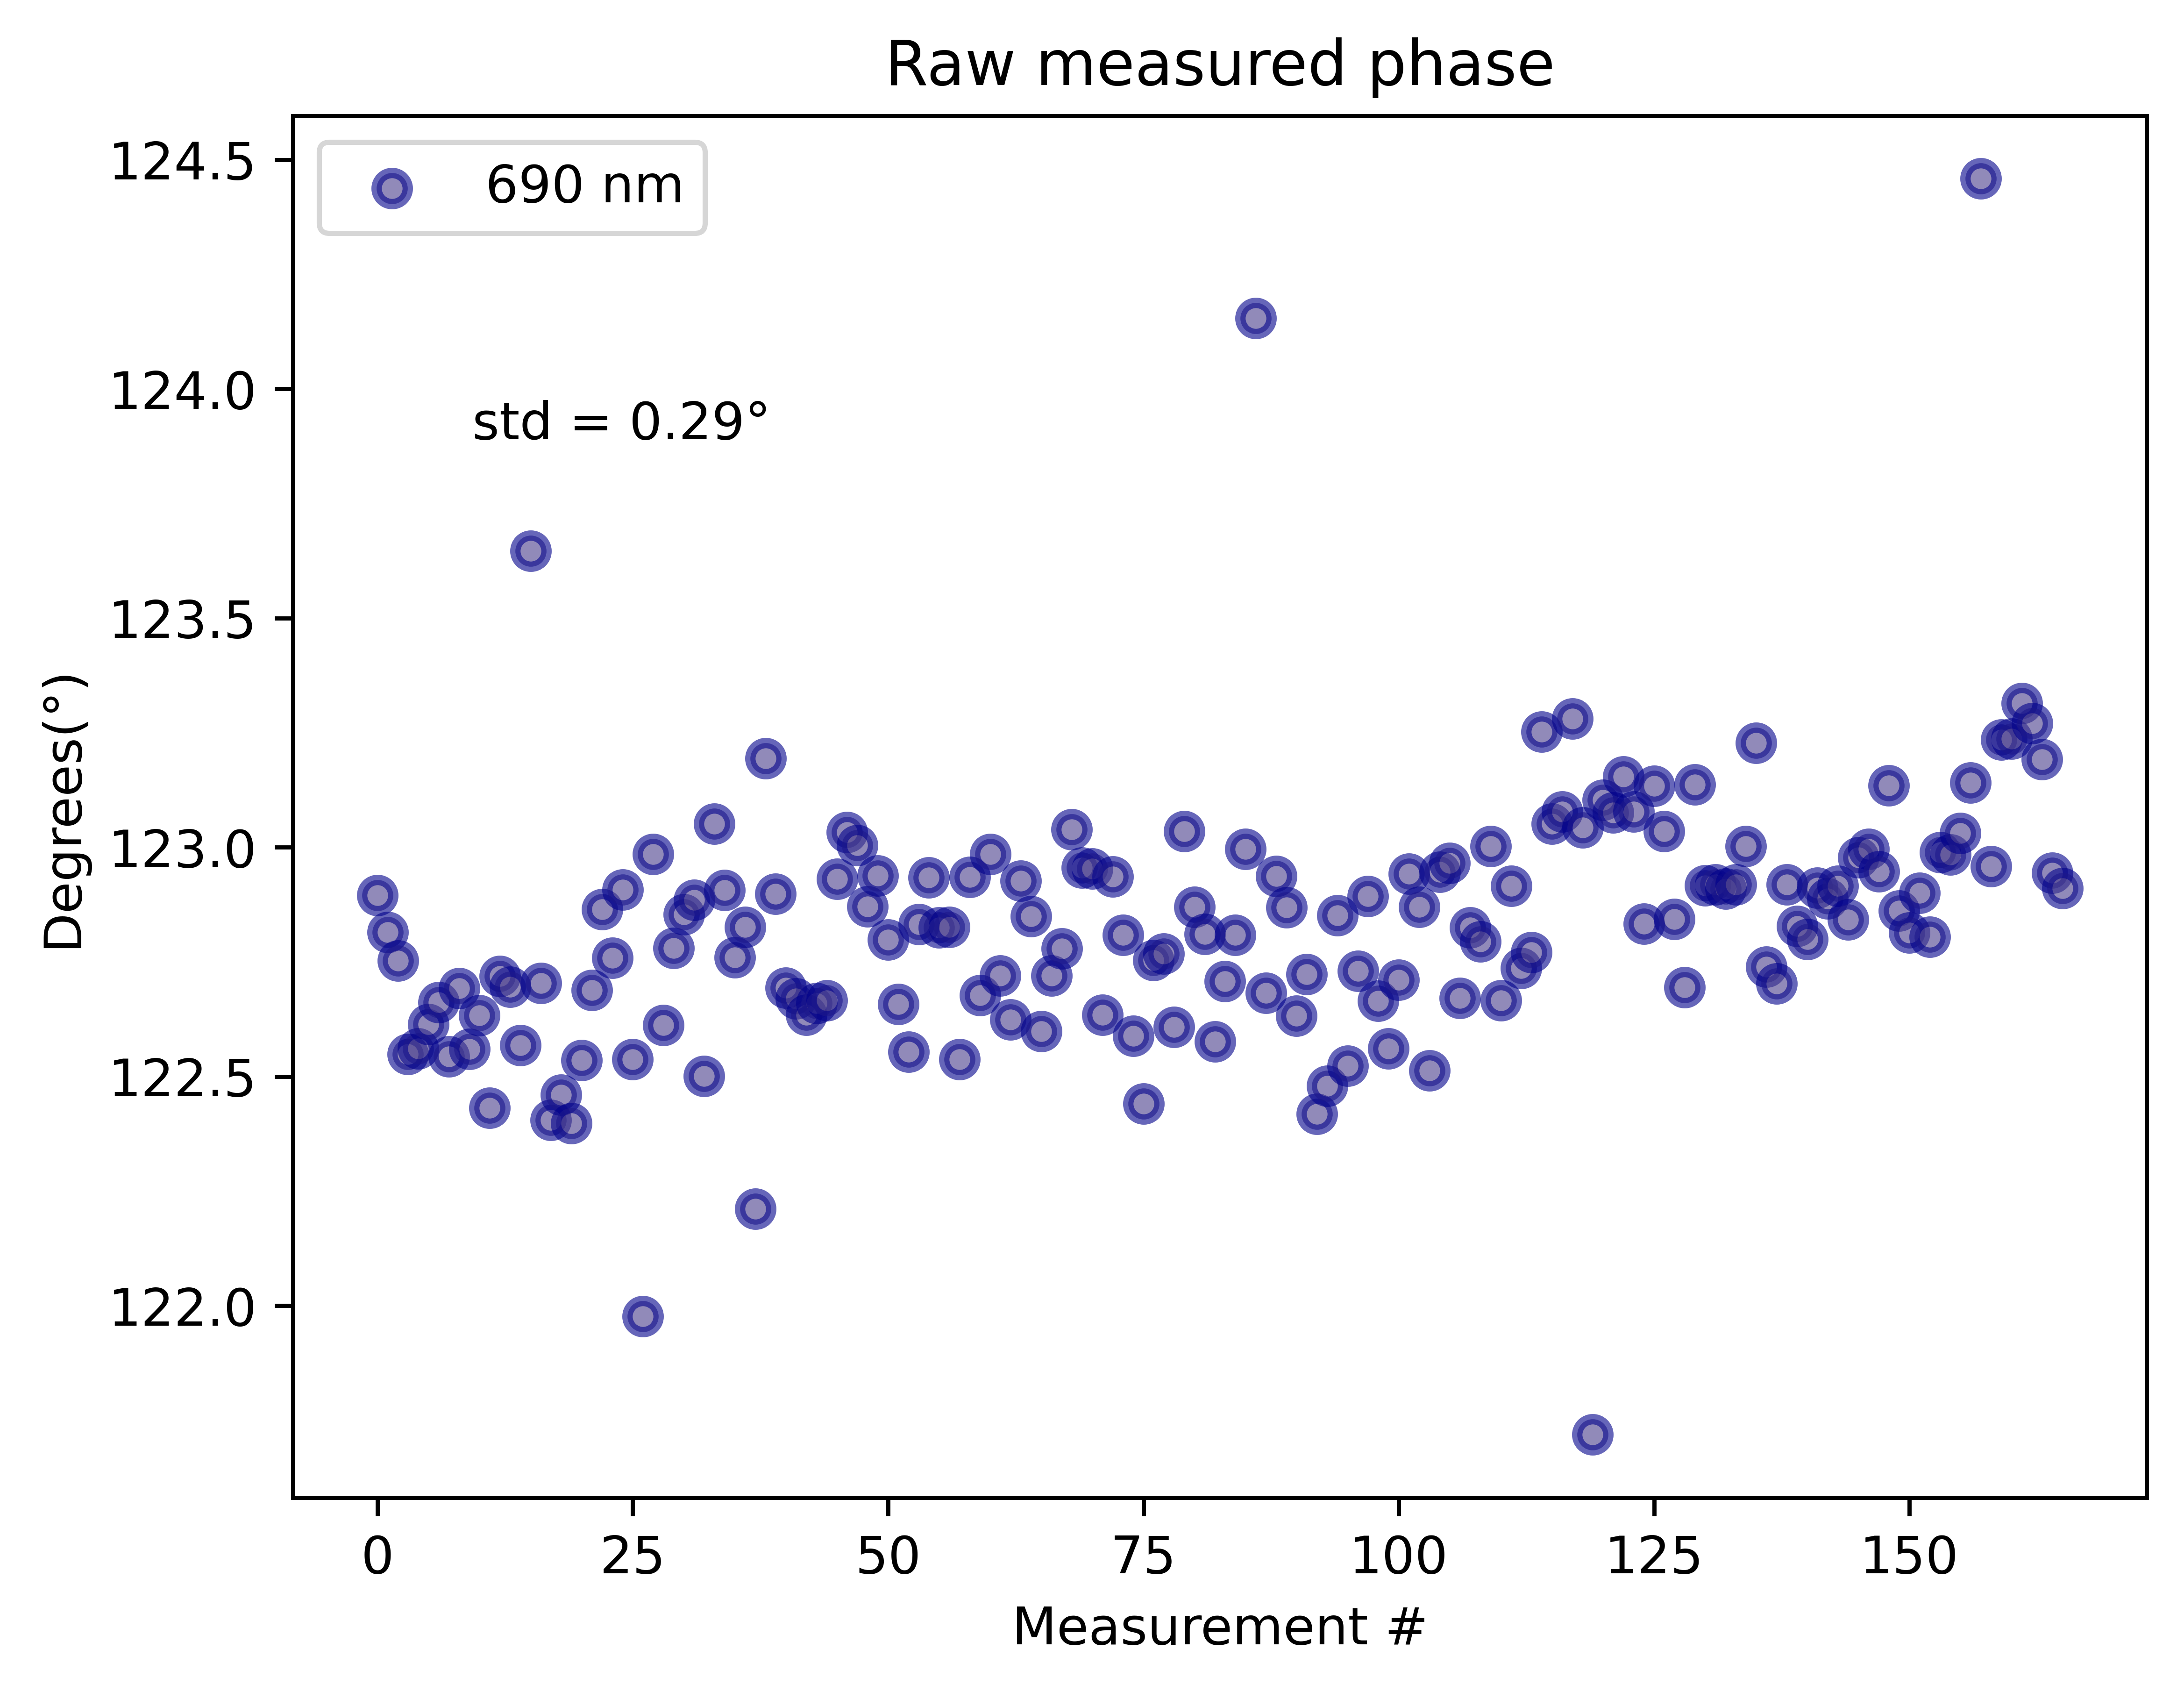 Raw measured phase
690 nm
std = 0.29°
Degrees(°)
124.5
124.0
123.5
123.0
122.5
122.0
0 25 50 75 100 125 150
Measurement #